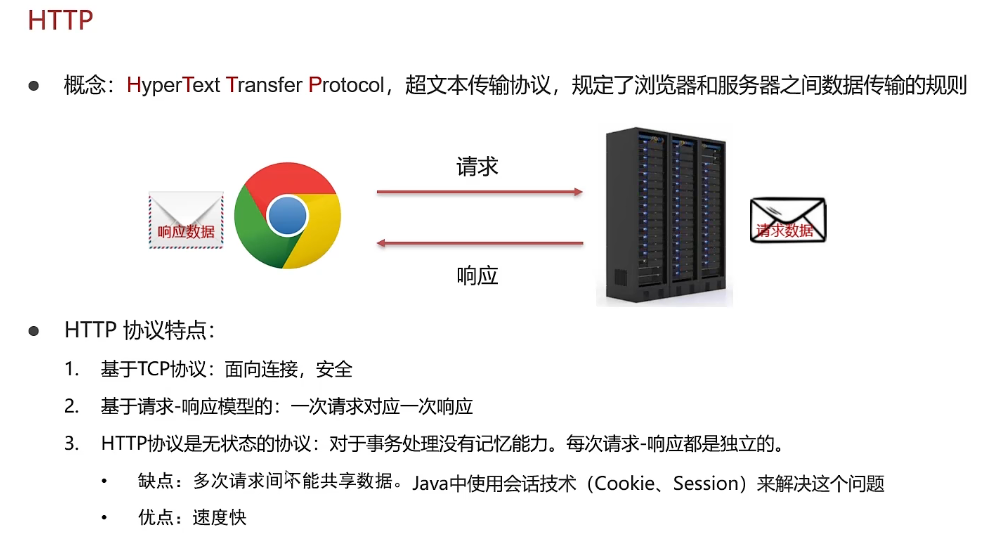 HTTP
● 概念：HyperText Transfer Protocol，超文本传输协议，规定了浏览器和服务器之间数据传输的规则
请求
响应数据
请求数据
响应
● HTTP 协议特点：
1. 基于TCP协议：面向连接，安全
2. 基于请求-响应模型的：一次请求对应一次响应
3. HTTP协议是无状态的协议：对于事务处理没有记忆能力。每次请求-响应都是独立的。
• 缺点：多次请求间不能共享数据。Java中使用会话技术（Cookie、Session）来解决这个问题
• 优点：速度快